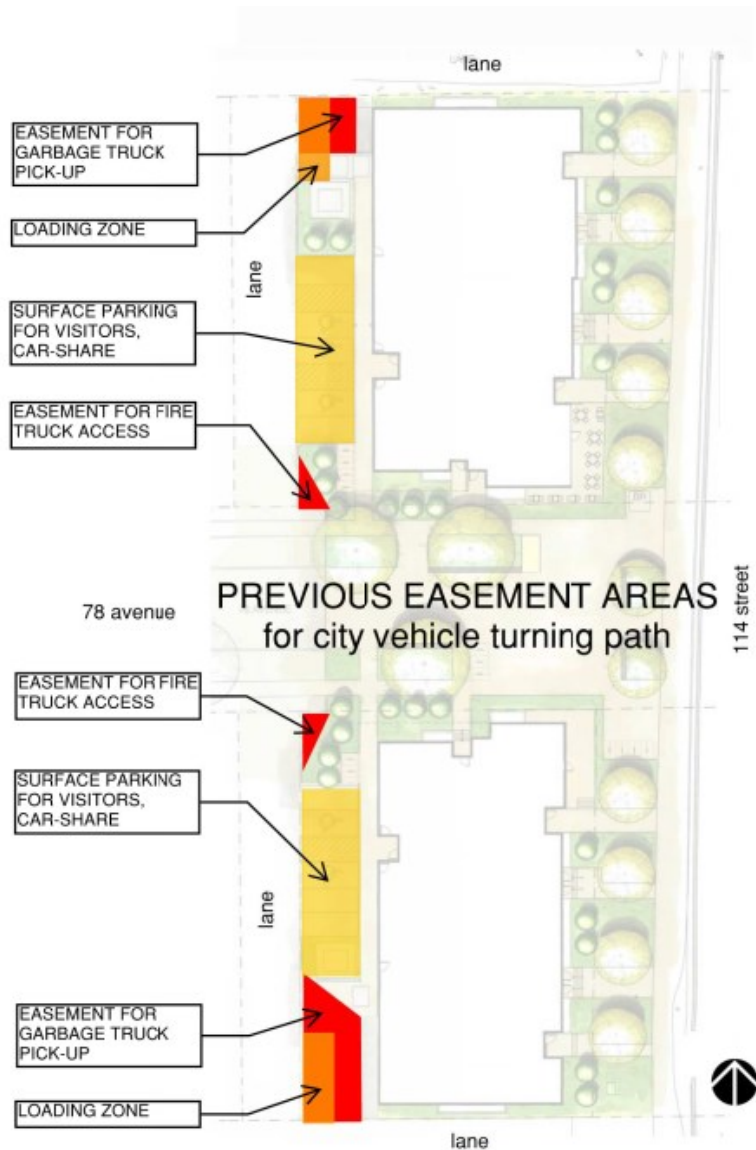 lane
EASEMENT FOR
GARBAGE TRUCK
PICK-UP
LOADING ZONE
lane
SURFACE PARKING
FOR VISITORS,
CAR-SHARE
EASEMENT FOR FIRE
TRUCK ACCESS
PREVIOUS EASEMENT AREAS
for city vehicle turning path
78 avenue
114 street
EASEMENT FOR FIRE
TRUCK ACCESS
SURFACE PARKING
FOR VISITORS,
CAR-SHARE
lane
EASEMENT FOR
GARBAGE TRUCK
PICK-UP
LOADING ZONE
lane